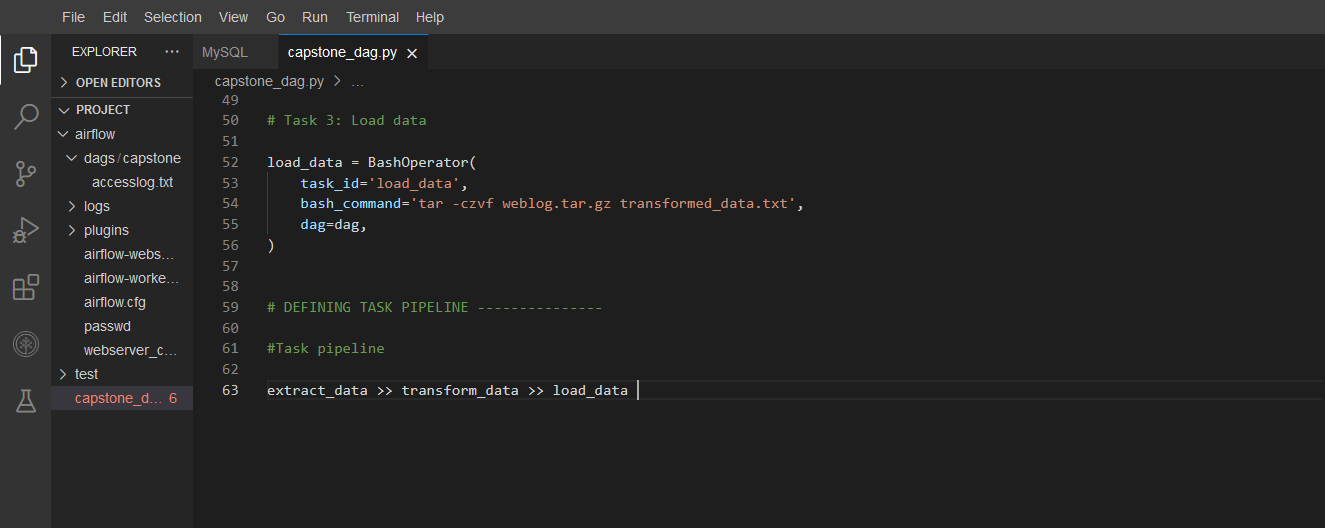 File Edit Selection View Go Run Terminal Help
EXPLORER ···
MySQL
capstone_dag.py ×
OPEN EDITORS
PROJECT
airflow
dags/capstone
accesslog.txt
logs
plugins
airflow-webs...
airflow-worke...
airflow.cfg
passwd
webserver_c...
test
capstone_d... 6
capstone_dag.py > ...
49
50 # Task 3: Load data
51
52 load_data = BashOperator(
53 task_id='load_data',
54 bash_command='tar -czvf weblog.tar.gz transformed_data.txt',
55 dag=dag,
56 )
57
58
59 # DEFINING TASK PIPELINE ---------------
60
61 #Task pipeline
62
63 extract_data >> transform_data >> load_data